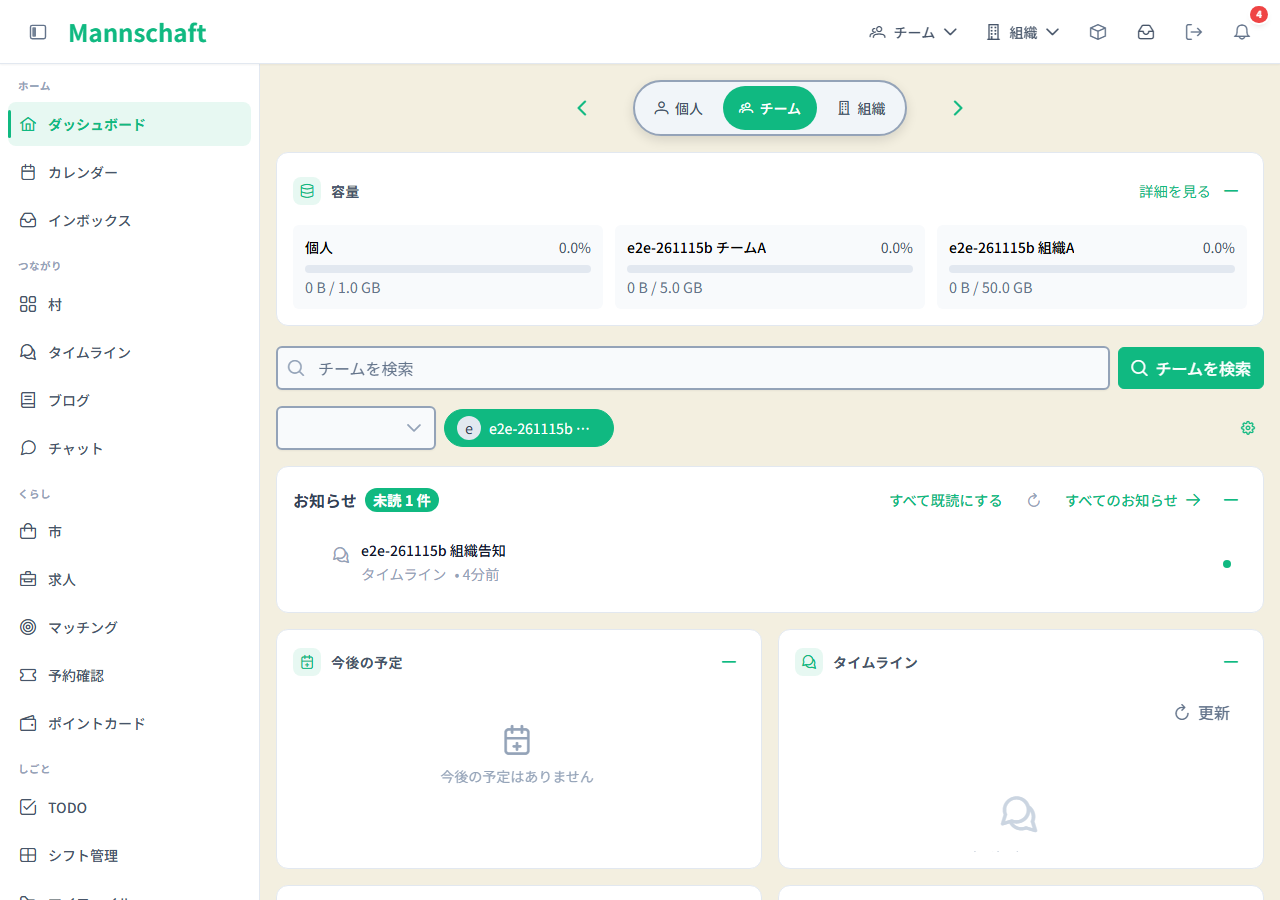 Mannschaft
チーム
組織
4
ホーム
ダッシュボード
カレンダー
インボックス
つながり
村
タイムライン
ブログ
チャット
くらし
市
求人
マッチング
予約確認
ポイントカード
しごと
TODO
シフト管理
個人
チーム
組織
容量
詳細を見る
個人 0.0%
0 B / 1.0 GB
e2e-261115b チームA 0.0%
0 B / 5.0 GB
e2e-261115b 組織A 0.0%
0 B / 50.0 GB
チームを検索
チームを検索
e e2e-261115b …
お知らせ 未読 1 件
すべて既読にする
すべてのお知らせ
e2e-261115b 組織告知
タイムライン • 4分前
今後の予定
今後の予定はありません
タイムライン
更新